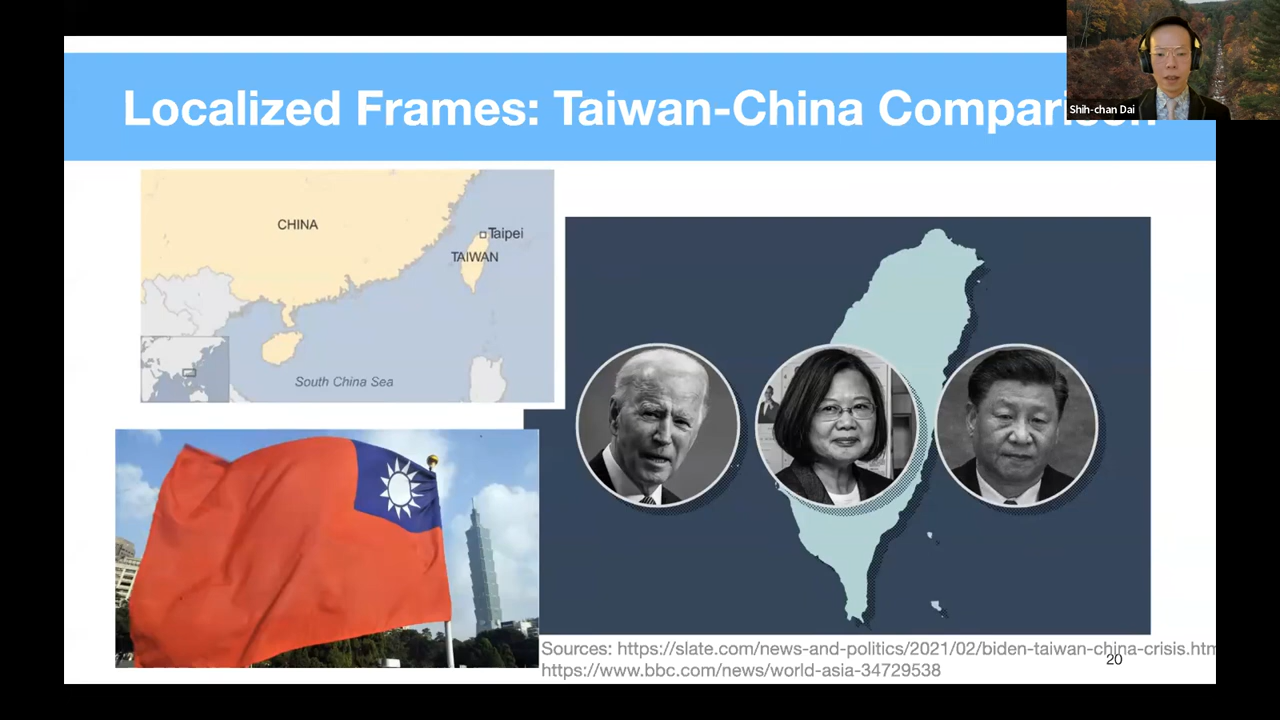 Localized Frames: Taiwan-China Comparison
Shih-chan Dai
CHINA
Taipei
TAIWAN
South China Sea
Sources: https://slate.com/news-and-politics/2021/02/biden-taiwan-china-crisis.htm
20
https://www.bbc.com/news/world-asia-34729538